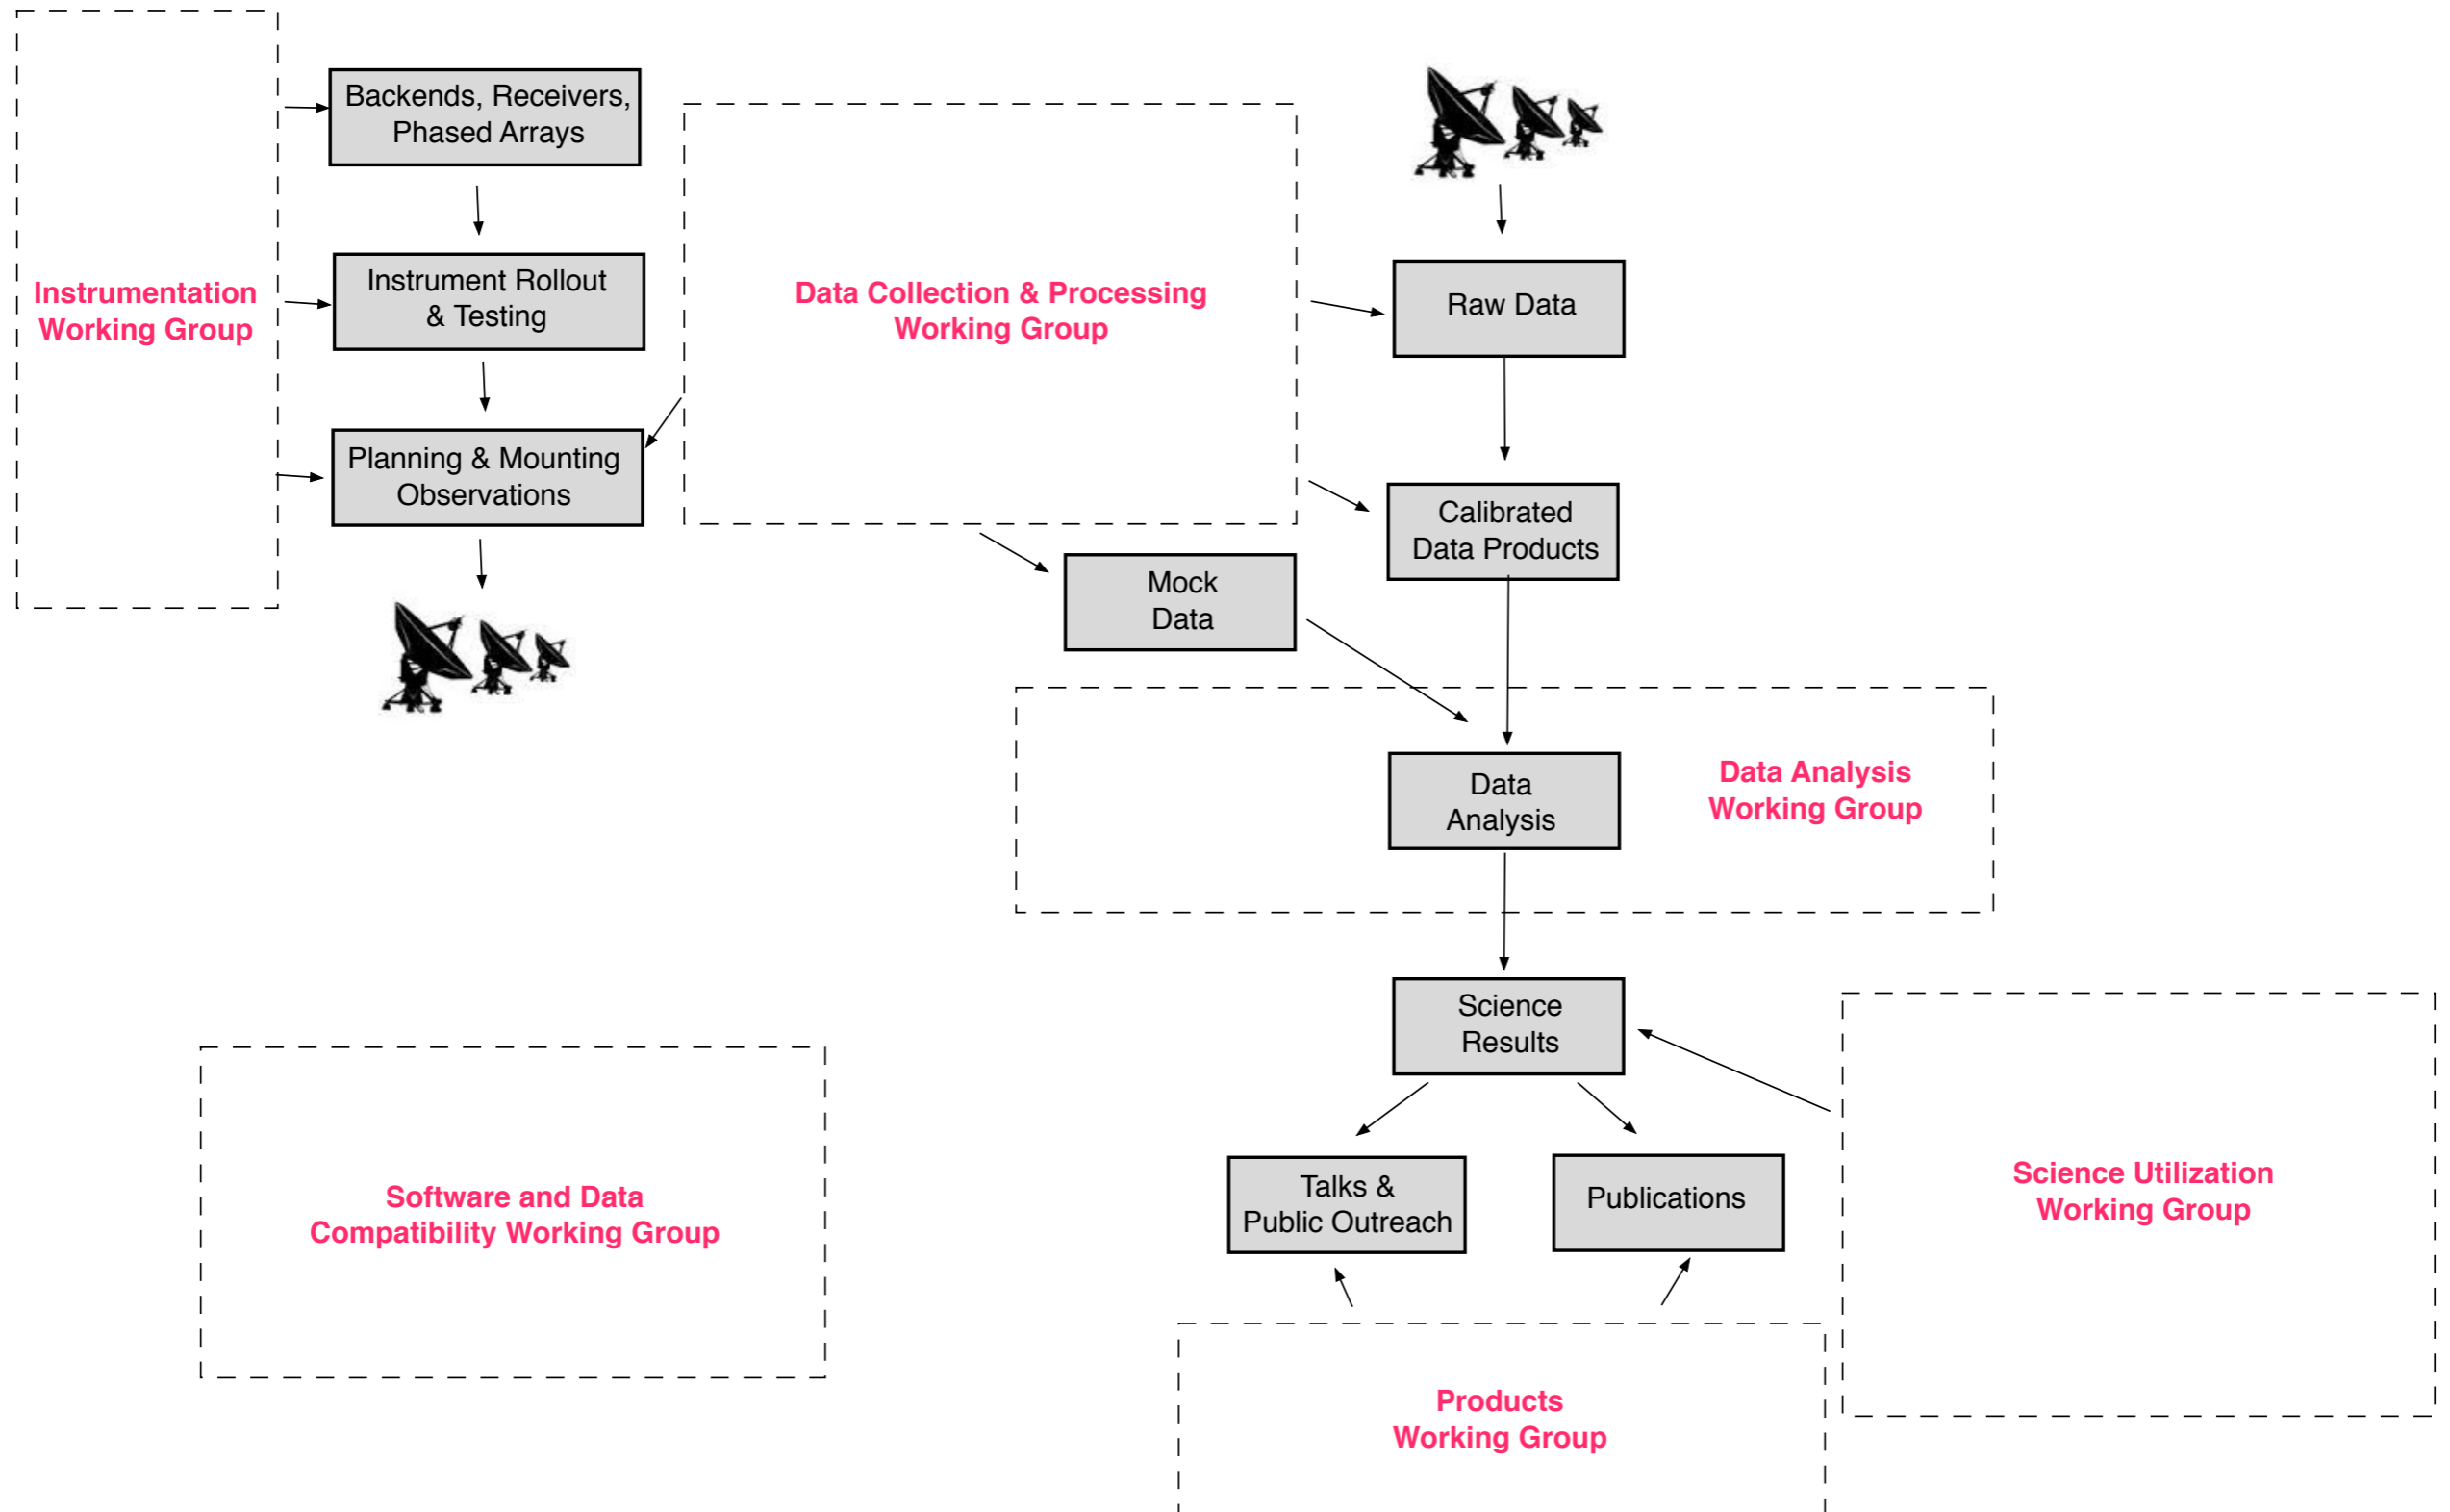 Backends, Receivers,
Phased Arrays
Instrumentation
Working Group
Instrument Rollout
& Testing
Data Collection & Processing
Working Group
Raw Data
Planning & Mounting
Observations
Calibrated
Data Products
Mock
Data
Data
Analysis
Data Analysis
Working Group
Science
Results
Software and Data
Compatibility Working Group
Talks &
Public Outreach
Publications
Science Utilization
Working Group
Products
Working Group